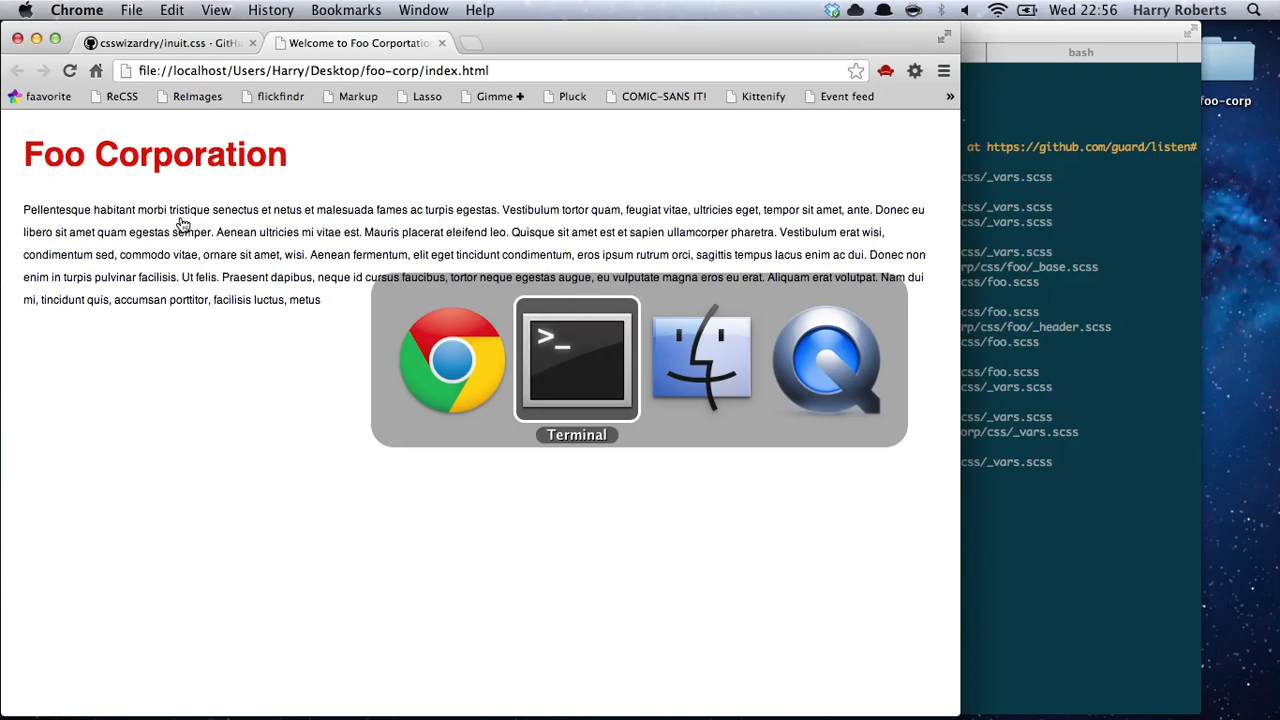 Chrome File Edit View History Bookmarks Window Help Wed 22:56 Harry Roberts
csswizardry/inuit.css · GitHu Welcome to Foo Corportation
bash
file://localhost/Users/Harry/Desktop/foo-corp/index.html
faavorite ReCSS ReImages flickfindr Markup Lasso Gimme ✚ Pluck COMIC-SANS IT! Kittenify Event feed »
foo-corp
Foo Corporation
Pellentesque habitant morbi tristique senectus et netus et malesuada fames ac turpis egestas. Vestibulum tortor quam, feugiat vitae, ultricies eget, tempor sit amet, ante. Donec eu
libero sit amet quam egestas semper. Aenean ultricies mi vitae est. Mauris placerat eleifend leo. Quisque sit amet est et sapien ullamcorper pharetra. Vestibulum erat wisi,
condimentum sed, commodo vitae, ornare sit amet, wisi. Aenean fermentum, elit eget tincidunt condimentum, eros ipsum rutrum orci, sagittis tempus lacus enim ac dui. Donec non
enim in turpis pulvinar facilisis. Ut felis. Praesent dapibus, neque id cursus faucibus, tortor neque egestas augue, eu vulputate magna eros eu erat. Aliquam erat volutpat. Nam dui
mi, tincidunt quis, accumsan porttitor, facilisis luctus, metus
>_
Terminal
at https://github.com/guard/listen#
css/_vars.scss
css/_vars.scss
css/_vars.scss
css/_vars.scss
rp/css/foo/_base.scss
css/foo.scss
css/foo.scss
rp/css/foo/_header.scss
css/foo.scss
css/foo.scss
css/_vars.scss
css/_vars.scss
orp/css/_vars.scss
css/_vars.scss